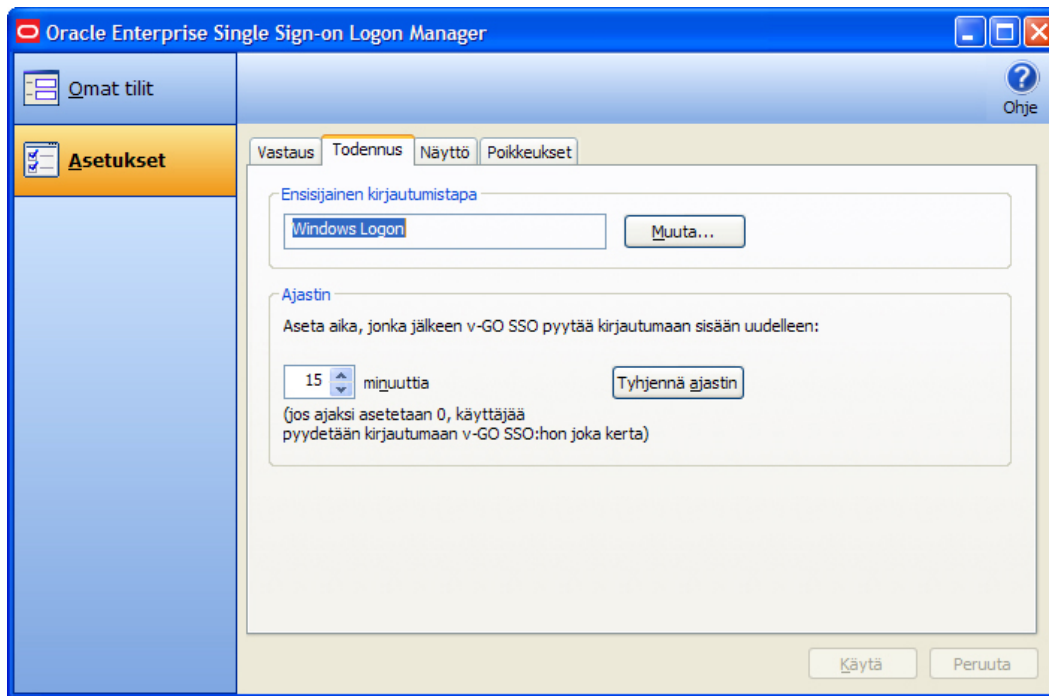 Oracle Enterprise Single Sign-on Logon Manager
Omat tilit
Asetukset
Ohje
Vastaus Todennus Näyttö Poikkeukset
Ensisijainen kirjautumistapa
Windows Logon Muuta...
Ajastin
Aseta aika, jonka jälkeen v-GO SSO pyytää kirjautumaan sisään uudelleen:
15 minuuttia Tyhjennä ajastin
(jos ajaksi asetetaan 0, käyttäjää
pyydetään kirjautumaan v-GO SSO:hon joka kerta)
Käytä Peruuta